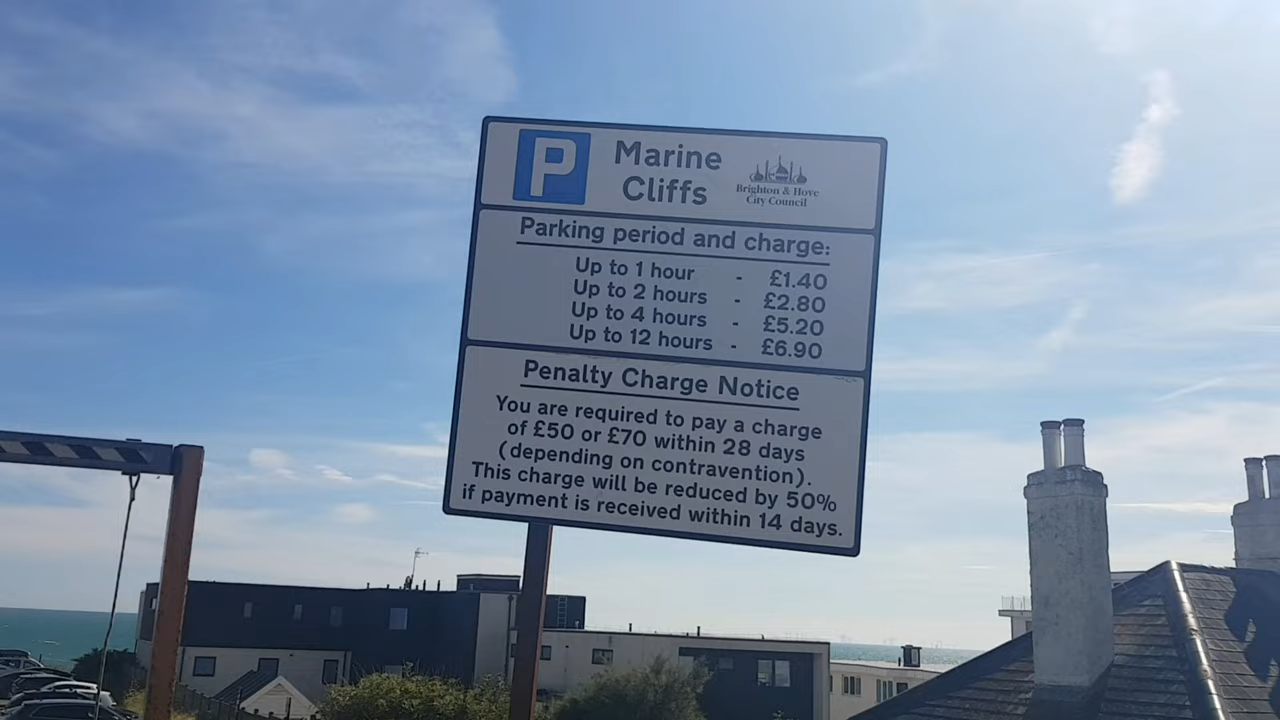 P
Marine
Cliffs
Brighton & Hove
City Council
Parking period and charge:
Up to 1 hour - £1.40
Up to 2 hours - £2.80
Up to 4 hours - £5.20
Up to 12 hours - £6.90
Penalty Charge Notice
You are required to pay a charge
of £50 or £70 within 28 days
(depending on contravention).
This charge will be reduced by 50%
if payment is received within 14 days.